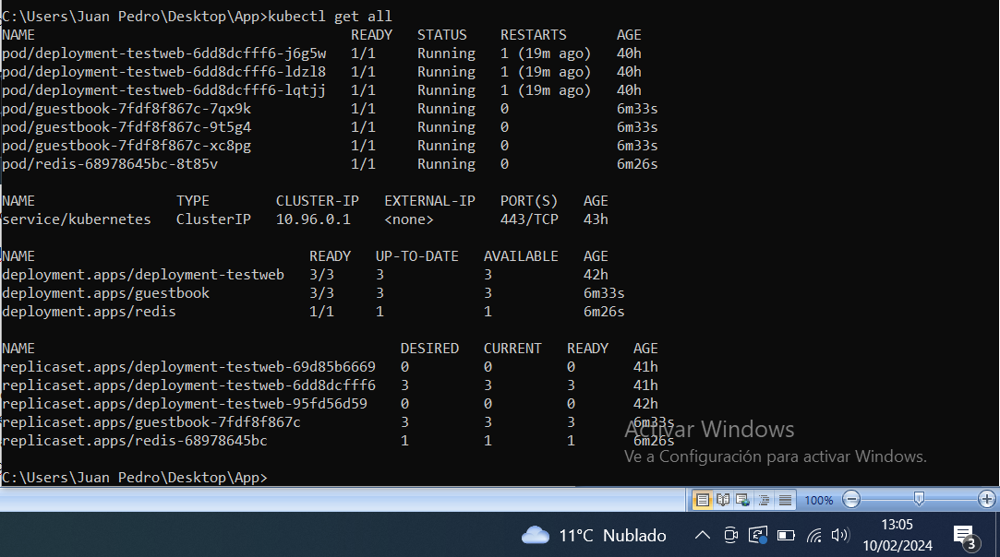 C:\Users\Juan Pedro\Desktop\App>kubectl get all
NAME READY STATUS RESTARTS AGE
pod/deployment-testweb-6dd8dcfff6-j6g5w 1/1 Running 1 (19m ago) 40h
pod/deployment-testweb-6dd8dcfff6-ldzl8 1/1 Running 1 (19m ago) 40h
pod/deployment-testweb-6dd8dcfff6-lqtjj 1/1 Running 1 (19m ago) 40h
pod/guestbook-7fdf8f867c-7qx9k 1/1 Running 0 6m33s
pod/guestbook-7fdf8f867c-9t5g4 1/1 Running 0 6m33s
pod/guestbook-7fdf8f867c-xc8pg 1/1 Running 0 6m33s
pod/redis-68978645bc-8t85v 1/1 Running 0 6m26s
NAME TYPE CLUSTER-IP EXTERNAL-IP PORT(S) AGE
service/kubernetes ClusterIP 10.96.0.1 <none> 443/TCP 43h
NAME READY UP-TO-DATE AVAILABLE AGE
deployment.apps/deployment-testweb 3/3 3 3 42h
deployment.apps/guestbook 3/3 3 3 6m33s
deployment.apps/redis 1/1 1 1 6m26s
NAME DESIRED CURRENT READY AGE
replicaset.apps/deployment-testweb-69d85b6669 0 0 0 41h
replicaset.apps/deployment-testweb-6dd8dcfff6 3 3 3 41h
replicaset.apps/deployment-testweb-95fd56d59 0 0 0 42h
replicaset.apps/guestbook-7fdf8f867c 3 3 3 6m33s
replicaset.apps/redis-68978645bc 1 1 1 6m26s
Activar Windows
Ve a Configuración para activar Windows.
C:\Users\Juan Pedro\Desktop\App>
100%
11°C Nublado
13:05
10/02/2024
3